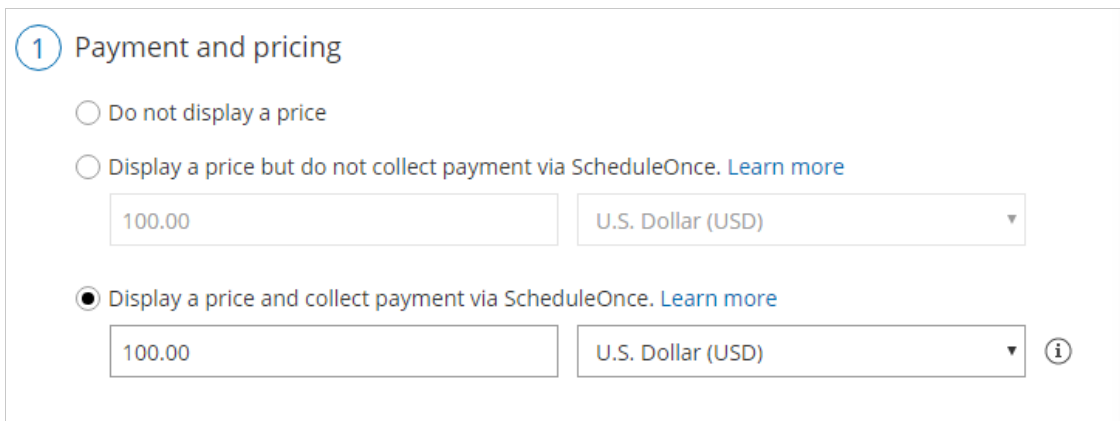 1 Payment and pricing
Do not display a price
Display a price but do not collect payment via ScheduleOnce. Learn more
100.00 U.S. Dollar (USD)
Display a price and collect payment via ScheduleOnce. Learn more
100.00 U.S. Dollar (USD) i